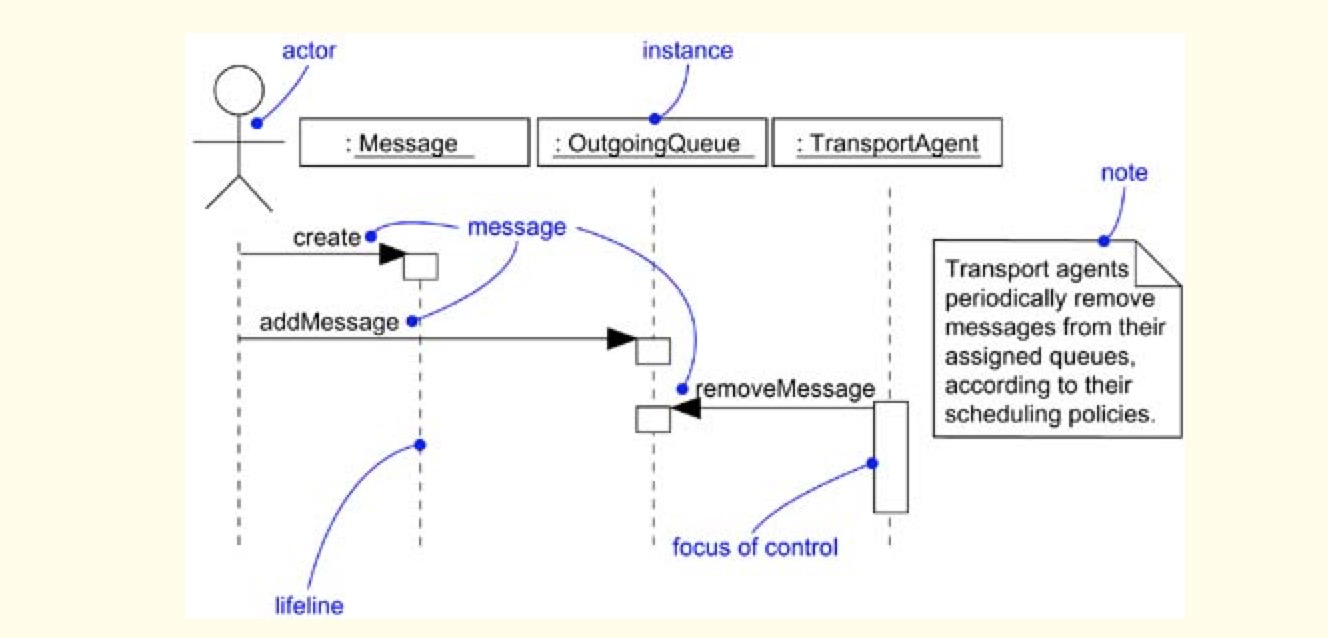 actor
instance
: Message
: OutgoingQueue
: TransportAgent
note
create
message
Transport agents
periodically remove
messages from their
assigned queues,
according to their
scheduling policies.
addMessage
removeMessage
focus of control
lifeline